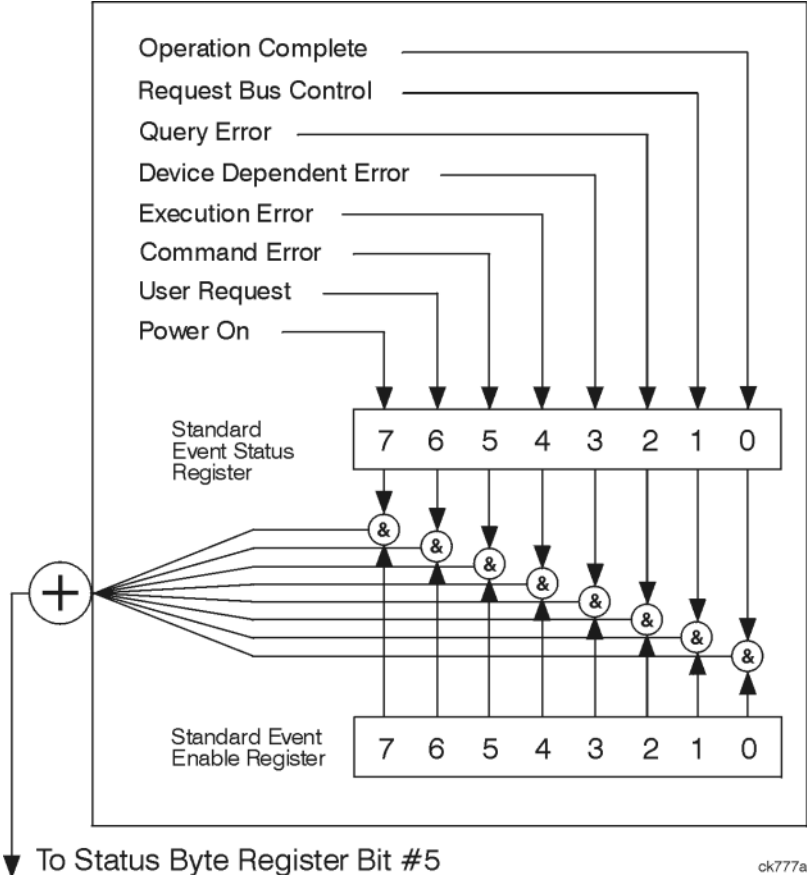 Operation Complete
Request Bus Control
Query Error
Device Dependent Error
Execution Error
Command Error
User Request
Power On
Standard
Event Status
Register
7 6 5 4 3 2 1 0
&
&
&
&
&
&
&
&
+
Standard Event
Enable Register
7 6 5 4 3 2 1 0
To Status Byte Register Bit #5
ck777a